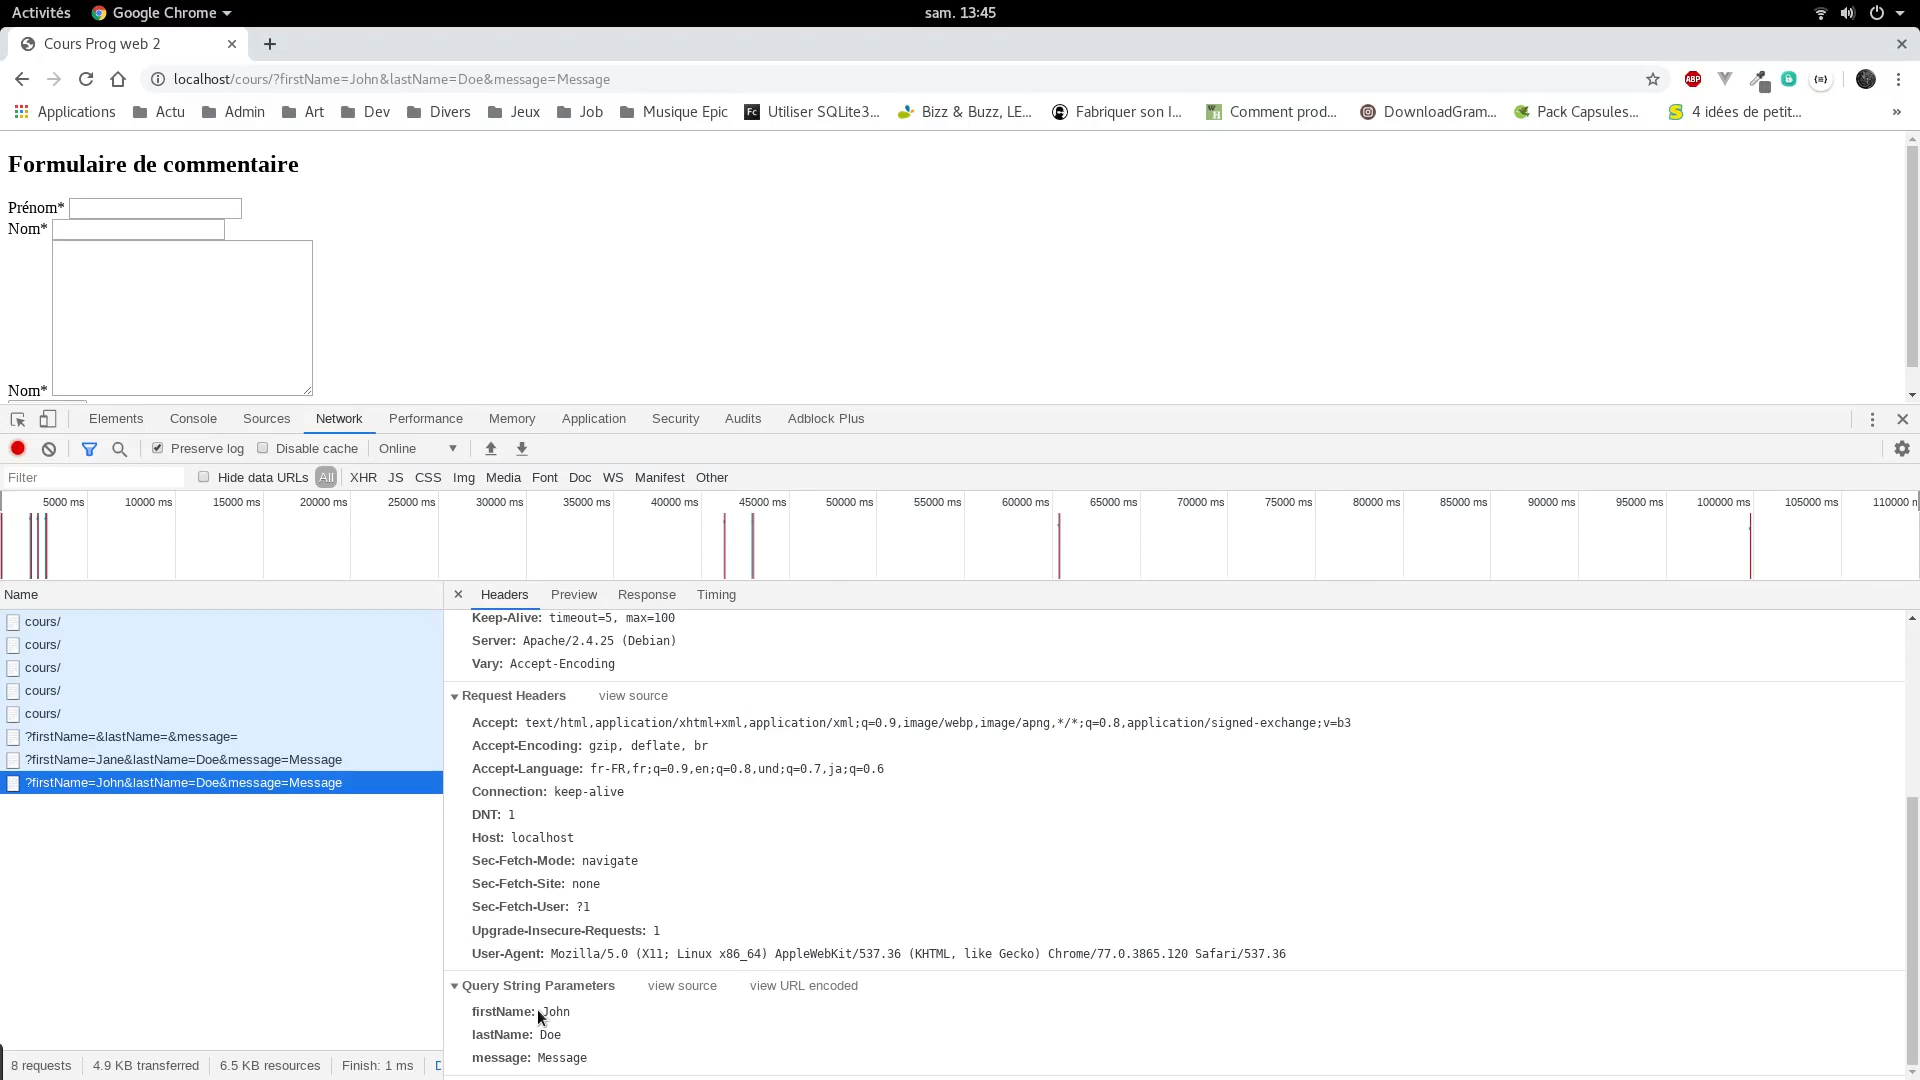 Activités Google Chrome sam. 13:45
Cours Prog web 2
localhost/cours/?firstName=John&lastName=Doe&message=Message ABP
Applications Actu Admin Art Dev Divers Jeux Job Musique Epic Fc Utiliser SQLite3... Bizz & Buzz, LE... Fabriquer son l... Comment prod... DownloadGram... Pack Capsules... 4 idées de petit... »
Formulaire de commentaire
Prénom*
Nom*
Nom*
Elements Console Sources Network Performance Memory Application Security Audits Adblock Plus
Preserve log Disable cache Online
Filter Hide data URLs All XHR JS CSS Img Media Font Doc WS Manifest Other
5000 ms 10000 ms 15000 ms 20000 ms 25000 ms 30000 ms 35000 ms 40000 ms 45000 ms 50000 ms 55000 ms 60000 ms 65000 ms 70000 ms 75000 ms 80000 ms 85000 ms 90000 ms 95000 ms 100000 ms 105000 ms 110000
Name
cours/
cours/
cours/
cours/
cours/
?firstName=&lastName=&message=
?firstName=Jane&lastName=Doe&message=Message
?firstName=John&lastName=Doe&message=Message
8 requests 4.9 KB transferred 6.5 KB resources Finish: 1 ms
Headers Preview Response Timing
Keep-Alive: timeout=5, max=100
Server: Apache/2.4.25 (Debian)
Vary: Accept-Encoding
Request Headers view source
Accept: text/html,application/xhtml+xml,application/xml;q=0.9,image/webp,image/apng,*/*;q=0.8,application/signed-exchange;v=b3
Accept-Encoding: gzip, deflate, br
Accept-Language: fr-FR,fr;q=0.9,en;q=0.8,und;q=0.7,ja;q=0.6
Connection: keep-alive
DNT: 1
Host: localhost
Sec-Fetch-Mode: navigate
Sec-Fetch-Site: none
Sec-Fetch-User: ?1
Upgrade-Insecure-Requests: 1
User-Agent: Mozilla/5.0 (X11; Linux x86_64) AppleWebKit/537.36 (KHTML, like Gecko) Chrome/77.0.3865.120 Safari/537.36
Query String Parameters view source view URL encoded
firstName: John
lastName: Doe
message: Message